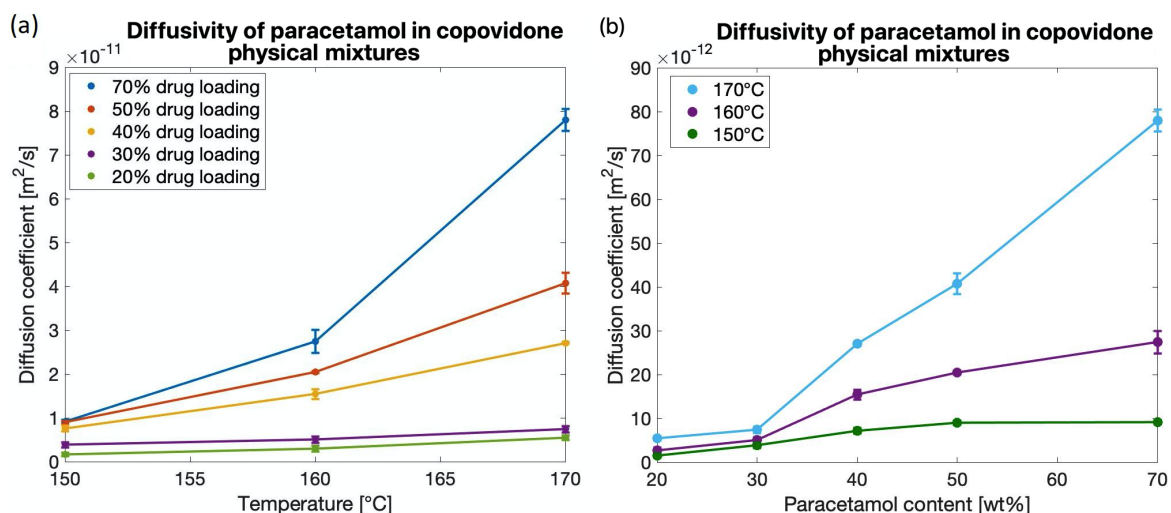 (a)
Diffusivity of paracetamol in copovidone
physical mixtures
×10⁻¹¹
9
8
7
6
5
4
3
2
1
0
Diffusion coefficient [m²/s]
70% drug loading
50% drug loading
40% drug loading
30% drug loading
20% drug loading
150
155
160
165
170
Temperature [°C]
(b)
Diffusivity of paracetamol in copovidone
physical mixtures
×10⁻¹²
90
80
70
60
50
40
30
20
10
0
Diffusion coefficient [m²/s]
170°C
160°C
150°C
20
30
40
50
60
70
Paracetamol content [wt%]